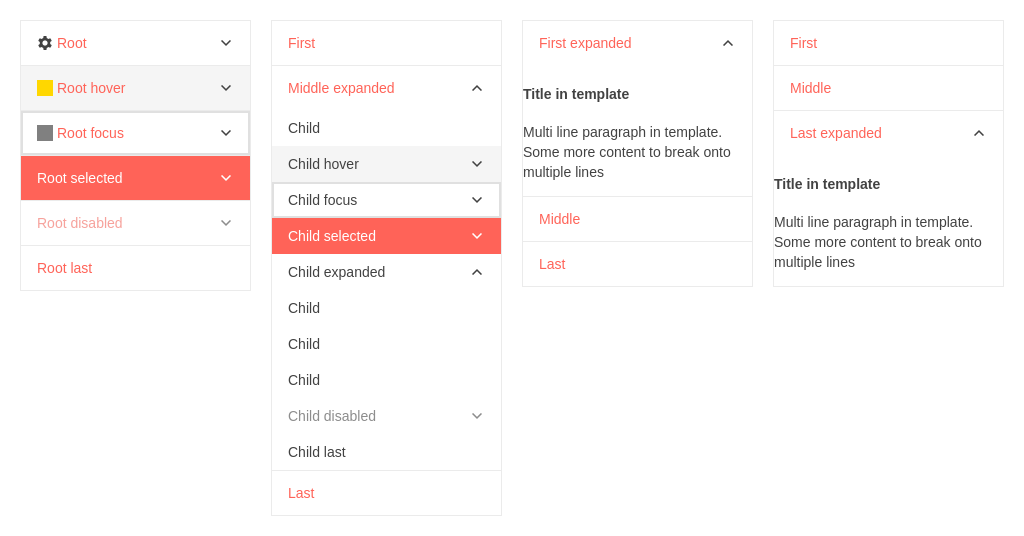 Root
Root hover
Root focus
Root selected
Root disabled
Root last
First
Middle expanded
Child
Child hover
Child focus
Child selected
Child expanded
Child
Child
Child
Child disabled
Child last
Last
First expanded
Title in template
Multi line paragraph in template.
Some more content to break onto
multiple lines
Middle
Last
First
Middle
Last expanded
Title in template
Multi line paragraph in template.
Some more content to break onto
multiple lines